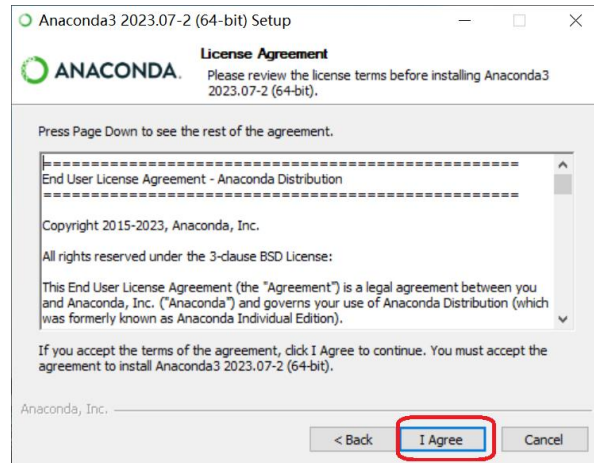 Anaconda3 2023.07-2 (64-bit) Setup
License Agreement
ANACONDA.
Please review the license terms before installing Anaconda3
2023.07-2 (64-bit).
Press Page Down to see the rest of the agreement.
====================================================
End User License Agreement - Anaconda Distribution
====================================================
Copyright 2015-2023, Anaconda, Inc.
All rights reserved under the 3-clause BSD License:
This End User License Agreement (the "Agreement") is a legal agreement between you
and Anaconda, Inc. ("Anaconda") and governs your use of Anaconda Distribution (which
was formerly known as Anaconda Individual Edition).
If you accept the terms of the agreement, click I Agree to continue. You must accept the
agreement to install Anaconda3 2023.07-2 (64-bit).
Anaconda, Inc.
< Back
I Agree
Cancel